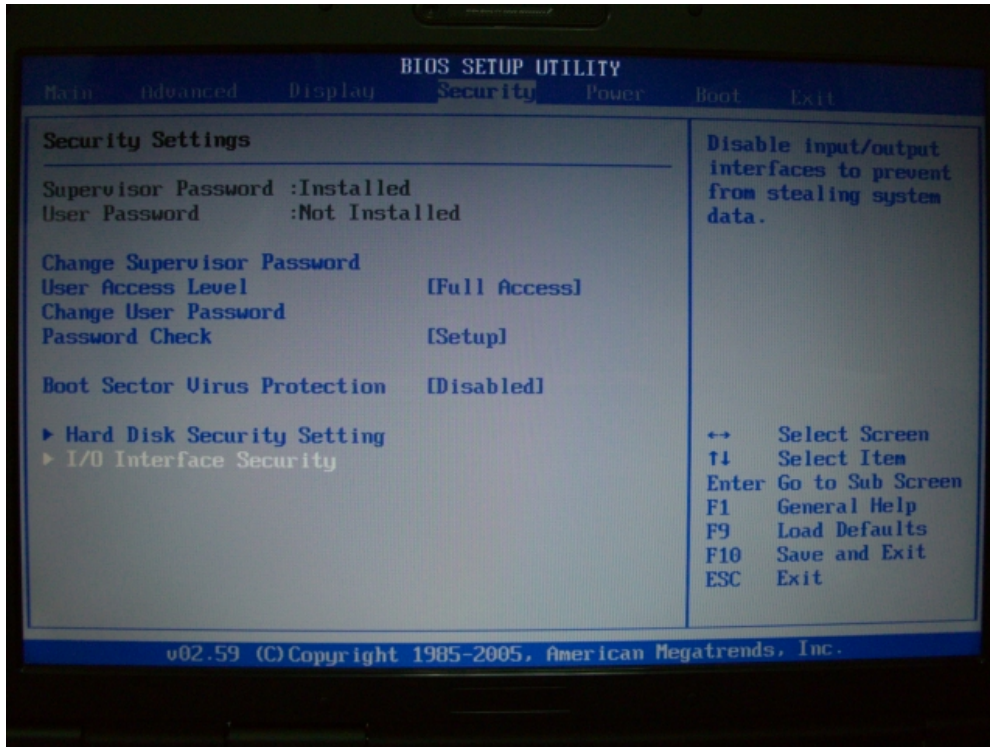 BIOS SETUP UTILITY
Main Advanced Display Security Power Boot Exit
Security Settings
Supervisor Password :Installed
User Password :Not Installed
Change Supervisor Password
User Access Level [Full Access]
Change User Password
Password Check [Setup]
Boot Sector Virus Protection [Disabled]
▶ Hard Disk Security Setting
▶ I/O Interface Security
Disable input/output
interfaces to prevent
from stealing system
data.
↔ Select Screen
↑↓ Select Item
Enter Go to Sub Screen
F1 General Help
F9 Load Defaults
F10 Save and Exit
ESC Exit
v02.59 (C)Copyright 1985-2005, American Megatrends, Inc.